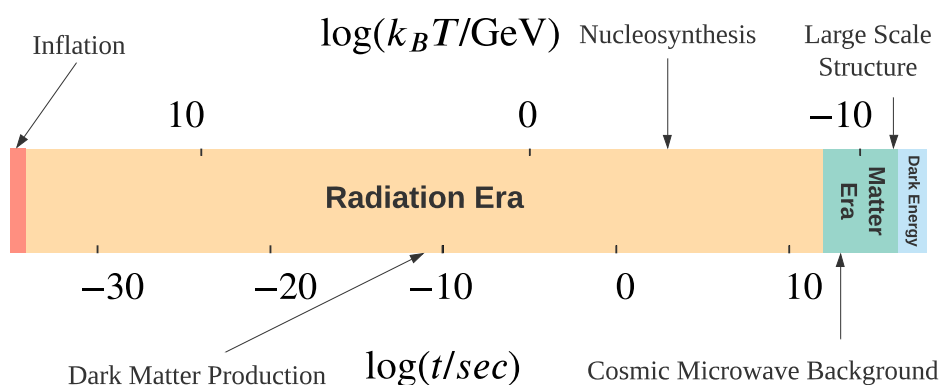 Inflation
log(k_B T/GeV)
Nucleosynthesis
Large Scale
Structure
10
0
−10
Radiation Era
Matter
Era
Dark Energy
−30
−20
−10
0
10
Dark Matter Production
log(t/sec)
Cosmic Microwave Background